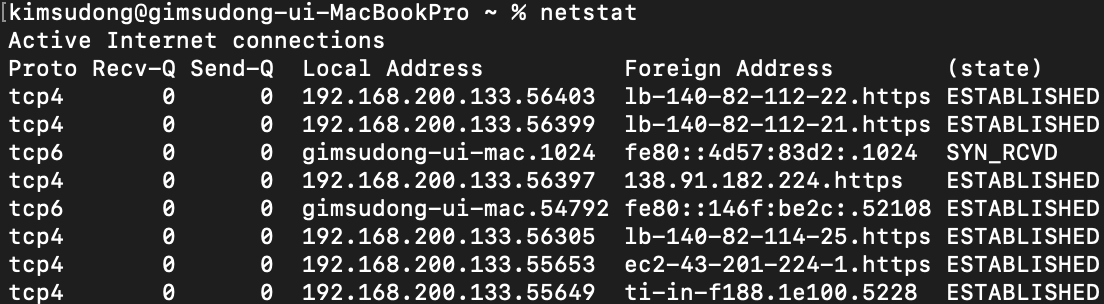 [kimsudong@gimsudong-ui-MacBookPro ~ % netstat
Active Internet connections
Proto Recv-Q Send-Q  Local Address          Foreign Address        (state)
tcp4       0      0  192.168.200.133.56403  lb-140-82-112-22.https ESTABLISHED
tcp4       0      0  192.168.200.133.56399  lb-140-82-112-21.https ESTABLISHED
tcp6       0      0  gimsudong-ui-mac.1024  fe80::4d57:83d2:.1024  SYN_RCVD
tcp4       0      0  192.168.200.133.56397  138.91.182.224.https   ESTABLISHED
tcp6       0      0  gimsudong-ui-mac.54792 fe80::146f:be2c:.52108 ESTABLISHED
tcp4       0      0  192.168.200.133.56305  lb-140-82-114-25.https ESTABLISHED
tcp4       0      0  192.168.200.133.55653  ec2-43-201-224-1.https ESTABLISHED
tcp4       0      0  192.168.200.133.55649  ti-in-f188.1e100.5228  ESTABLISHED